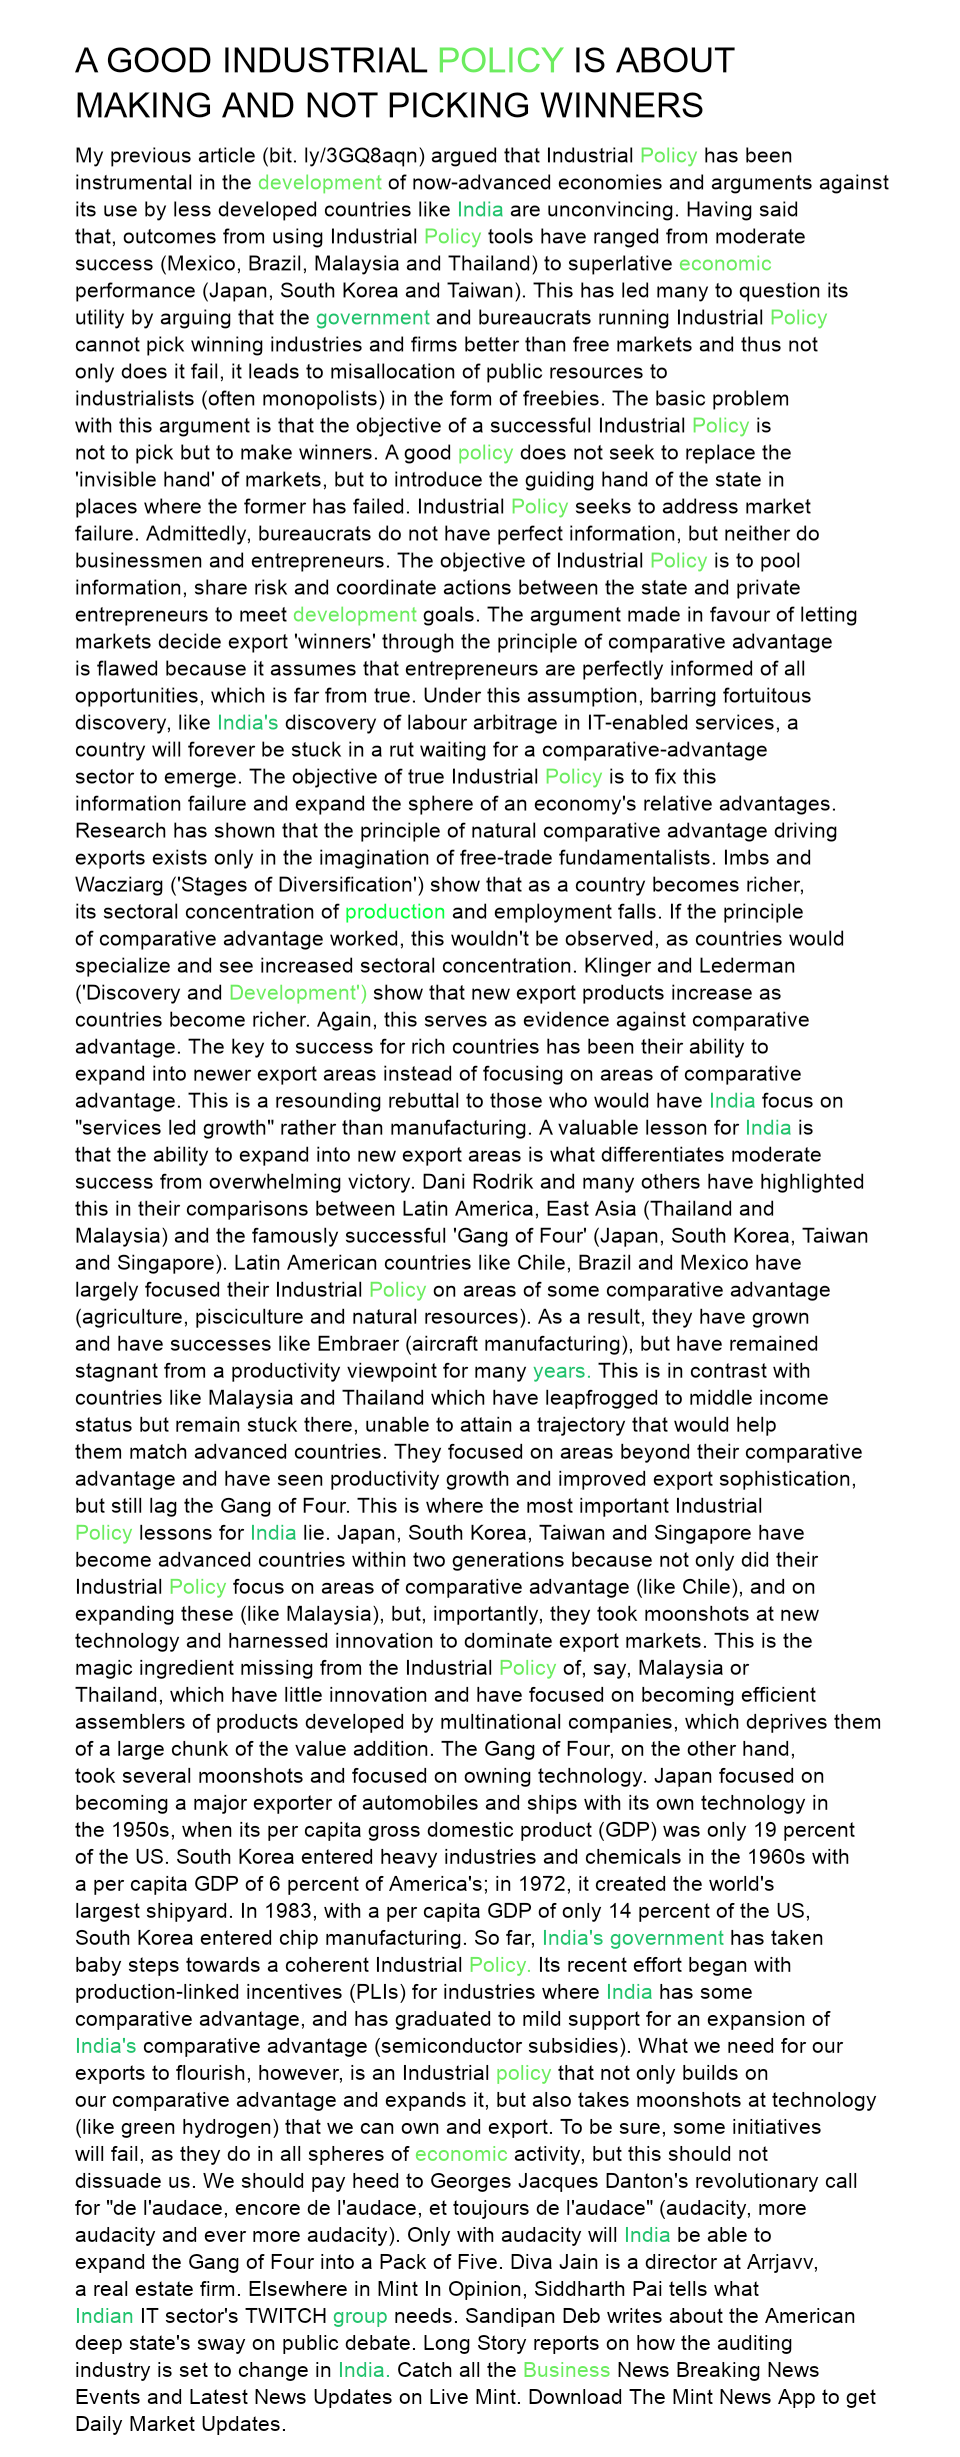 A GOOD INDUSTRIAL POLICY IS ABOUT
MAKING AND NOT PICKING WINNERS
My previous article (bit. ly/3GQ8aqn) argued that Industrial Policy has been
instrumental in the development of now-advanced economies and arguments against
its use by less developed countries like India are unconvincing. Having said
that, outcomes from using Industrial Policy tools have ranged from moderate
success (Mexico, Brazil, Malaysia and Thailand) to superlative economic
performance (Japan, South Korea and Taiwan). This has led many to question its
utility by arguing that the government and bureaucrats running Industrial Policy
cannot pick winning industries and firms better than free markets and thus not
only does it fail, it leads to misallocation of public resources to
industrialists (often monopolists) in the form of freebies. The basic problem
with this argument is that the objective of a successful Industrial Policy is
not to pick but to make winners. A good policy does not seek to replace the
'invisible hand' of markets, but to introduce the guiding hand of the state in
places where the former has failed. Industrial Policy seeks to address market
failure. Admittedly, bureaucrats do not have perfect information, but neither do
businessmen and entrepreneurs. The objective of Industrial Policy is to pool
information, share risk and coordinate actions between the state and private
entrepreneurs to meet development goals. The argument made in favour of letting
markets decide export 'winners' through the principle of comparative advantage
is flawed because it assumes that entrepreneurs are perfectly informed of all
opportunities, which is far from true. Under this assumption, barring fortuitous
discovery, like India's discovery of labour arbitrage in IT-enabled services, a
country will forever be stuck in a rut waiting for a comparative-advantage
sector to emerge. The objective of true Industrial Policy is to fix this
information failure and expand the sphere of an economy's relative advantages.
Research has shown that the principle of natural comparative advantage driving
exports exists only in the imagination of free-trade fundamentalists. Imbs and
Wacziarg ('Stages of Diversification') show that as a country becomes richer,
its sectoral concentration of production and employment falls. If the principle
of comparative advantage worked, this wouldn't be observed, as countries would
specialize and see increased sectoral concentration. Klinger and Lederman
('Discovery and Development') show that new export products increase as
countries become richer. Again, this serves as evidence against comparative
advantage. The key to success for rich countries has been their ability to
expand into newer export areas instead of focusing on areas of comparative
advantage. This is a resounding rebuttal to those who would have India focus on
"services led growth" rather than manufacturing. A valuable lesson for India is
that the ability to expand into new export areas is what differentiates moderate
success from overwhelming victory. Dani Rodrik and many others have highlighted
this in their comparisons between Latin America, East Asia (Thailand and
Malaysia) and the famously successful 'Gang of Four' (Japan, South Korea, Taiwan
and Singapore). Latin American countries like Chile, Brazil and Mexico have
largely focused their Industrial Policy on areas of some comparative advantage
(agriculture, pisciculture and natural resources). As a result, they have grown
and have successes like Embraer (aircraft manufacturing), but have remained
stagnant from a productivity viewpoint for many years. This is in contrast with
countries like Malaysia and Thailand which have leapfrogged to middle income
status but remain stuck there, unable to attain a trajectory that would help
them match advanced countries. They focused on areas beyond their comparative
advantage and have seen productivity growth and improved export sophistication,
but still lag the Gang of Four. This is where the most important Industrial
Policy lessons for India lie. Japan, South Korea, Taiwan and Singapore have
become advanced countries within two generations because not only did their
Industrial Policy focus on areas of comparative advantage (like Chile), and on
expanding these (like Malaysia), but, importantly, they took moonshots at new
technology and harnessed innovation to dominate export markets. This is the
magic ingredient missing from the Industrial Policy of, say, Malaysia or
Thailand, which have little innovation and have focused on becoming efficient
assemblers of products developed by multinational companies, which deprives them
of a large chunk of the value addition. The Gang of Four, on the other hand,
took several moonshots and focused on owning technology. Japan focused on
becoming a major exporter of automobiles and ships with its own technology in
the 1950s, when its per capita gross domestic product (GDP) was only 19 percent
of the US. South Korea entered heavy industries and chemicals in the 1960s with
a per capita GDP of 6 percent of America's; in 1972, it created the world's
largest shipyard. In 1983, with a per capita GDP of only 14 percent of the US,
South Korea entered chip manufacturing. So far, India's government has taken
baby steps towards a coherent Industrial Policy. Its recent effort began with
production-linked incentives (PLIs) for industries where India has some
comparative advantage, and has graduated to mild support for an expansion of
India's comparative advantage (semiconductor subsidies). What we need for our
exports to flourish, however, is an Industrial policy that not only builds on
our comparative advantage and expands it, but also takes moonshots at technology
(like green hydrogen) that we can own and export. To be sure, some initiatives
will fail, as they do in all spheres of economic activity, but this should not
dissuade us. We should pay heed to Georges Jacques Danton's revolutionary call
for "de l'audace, encore de l'audace, et toujours de l'audace" (audacity, more
audacity and ever more audacity). Only with audacity will India be able to
expand the Gang of Four into a Pack of Five. Diva Jain is a director at Arrjavv,
a real estate firm. Elsewhere in Mint In Opinion, Siddharth Pai tells what
Indian IT sector's TWITCH group needs. Sandipan Deb writes about the American
deep state's sway on public debate. Long Story reports on how the auditing
industry is set to change in India. Catch all the Business News Breaking News
Events and Latest News Updates on Live Mint. Download The Mint News App to get
Daily Market Updates.